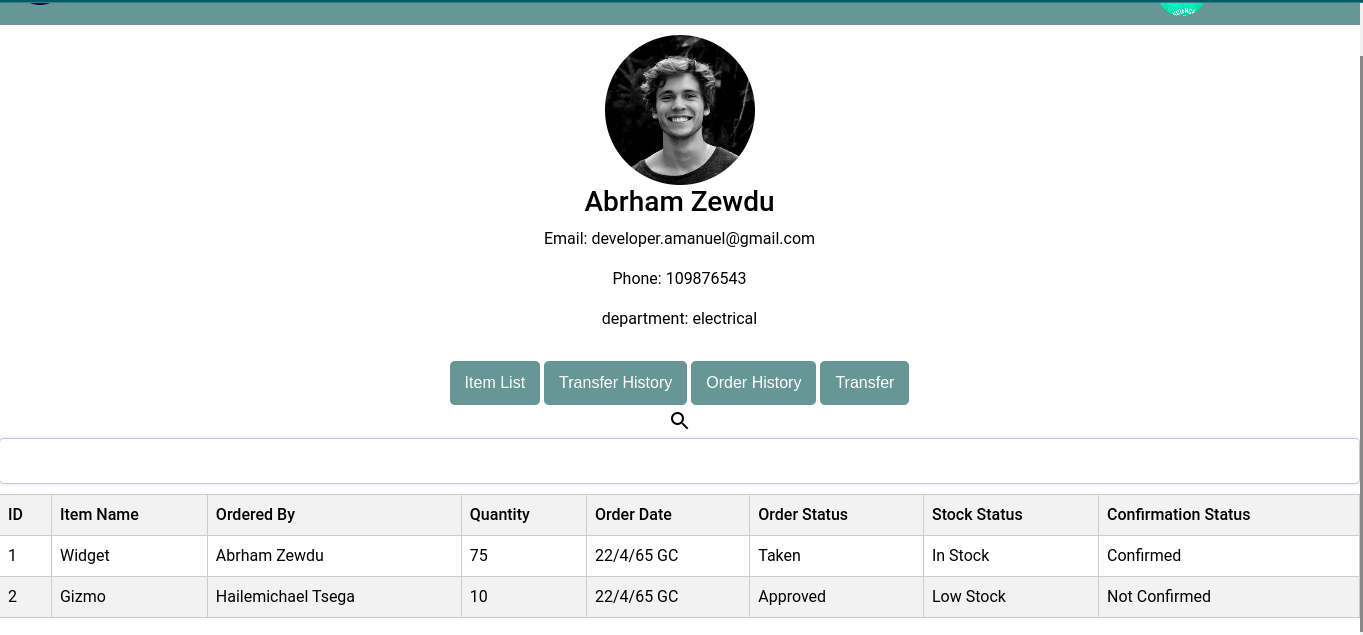 Abrham Zewdu
Email: developer.amanuel@gmail.com
Phone: 109876543
department: electrical
Item List Transfer History Order History Transfer
ID Item Name Ordered By Quantity Order Date Order Status Stock Status Confirmation Status
1 Widget Abrham Zewdu 75 22/4/65 GC Taken In Stock Confirmed
2 Gizmo Hailemichael Tsega 10 22/4/65 GC Approved Low Stock Not Confirmed